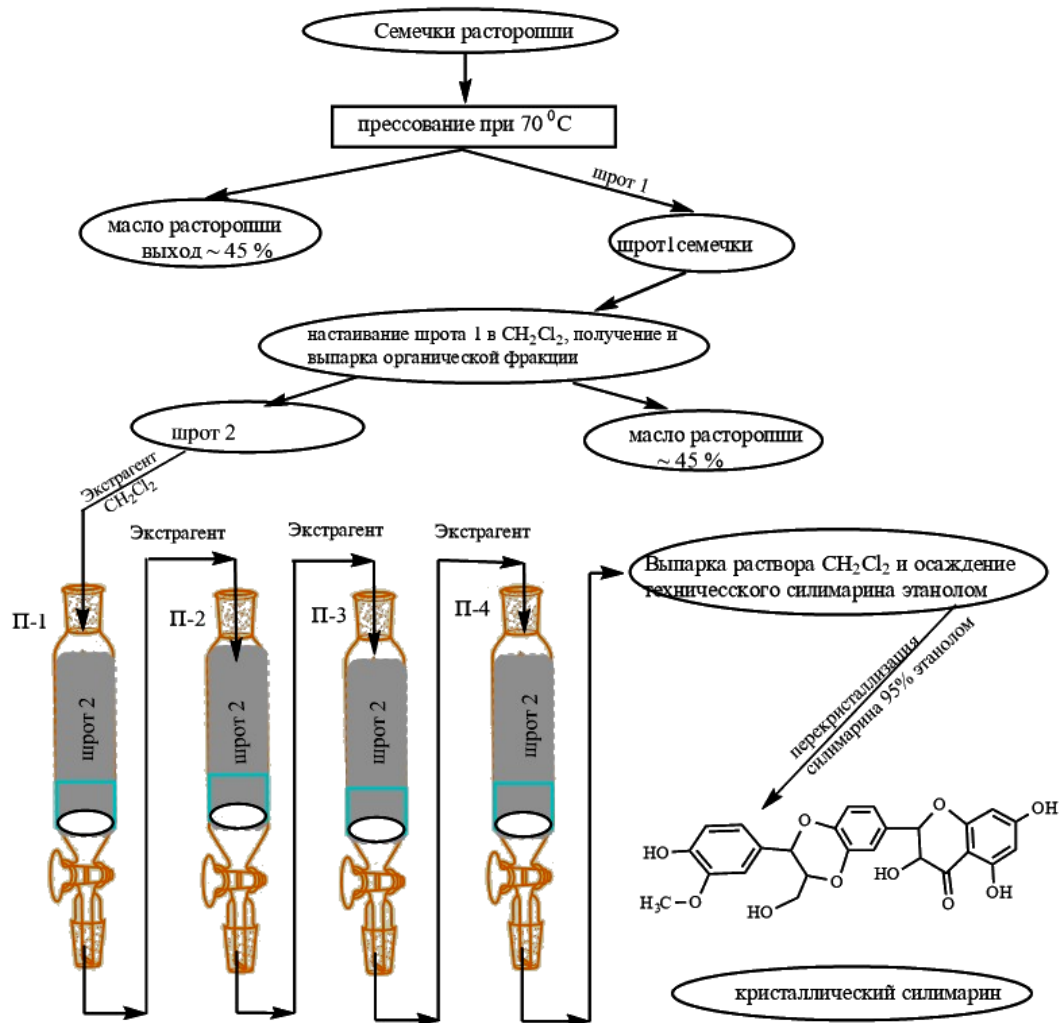 Семечки расторопши
прессование при 70 ⁰C
шрот 1
масло расторопши
выход ~ 45 %
шрот1семечки
настаивание шрота 1 в CH₂Cl₂, получение и
выпарка органической фракции
шрот 2
масло расторопши
~ 45 %
Экстрагент
CH₂Cl₂
Экстрагент
Экстрагент
Экстрагент
Выпарка раствора CH₂Cl₂ и осаждение
техничесского силимарина этанолом
П-1
П-2
П-3
П-4
шрот 2
шрот 2
шрот 2
шрот 2
перекристаллизация
силимарина 95% этанолом
O
OH
O
HO
HO
O
OH
H₃C
O
O
HO
O
кристаллический силимарин